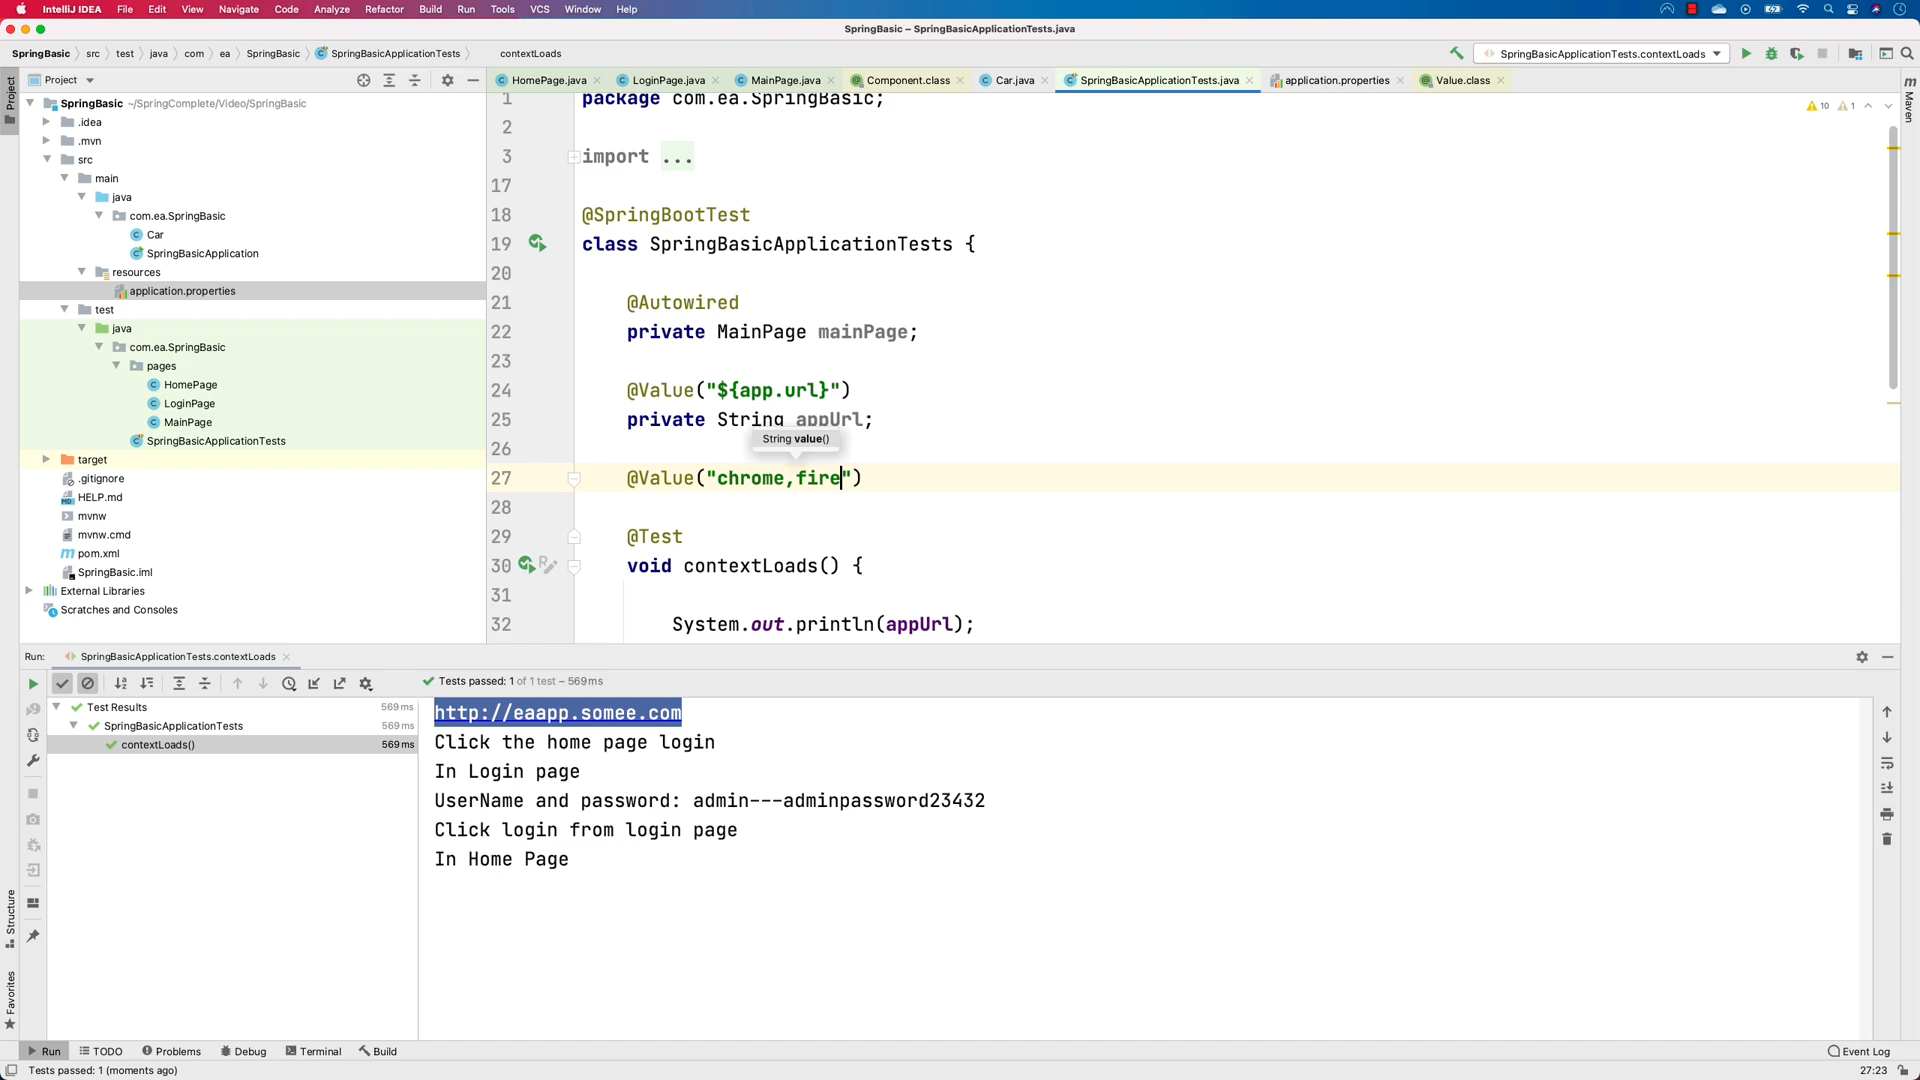 IntelliJ IDEA File Edit View Navigate Code Analyze Refactor Build Run Tools VCS Window Help
SpringBasic – SpringBasicApplicationTests.java
SpringBasic src test java com ea SpringBasic SpringBasicApplicationTests contextLoads SpringBasicApplicationTests.contextLoads
Project HomePage.java LoginPage.java MainPage.java Component.class Car.java SpringBasicApplicationTests.java application.properties Value.class
Project
Maven
SpringBasic ~/SpringComplete/Video/SpringBasic
.idea
.mvn
src
main
java
com.ea.SpringBasic
Car
SpringBasicApplication
resources
application.properties
test
java
com.ea.SpringBasic
pages
HomePage
LoginPage
MainPage
SpringBasicApplicationTests
target
.gitignore
HELP.md
mvnw
mvnw.cmd
pom.xml
SpringBasic.iml
External Libraries
Scratches and Consoles
10 1
1 package com.ea.SpringBasic;
2
3 import ...
17
18 @SpringBootTest
19 class SpringBasicApplicationTests {
20
21 @Autowired
22 private MainPage mainPage;
23
24 @Value("${app.url}")
25 private String appUrl;
String value()
26
27 @Value("chrome,fire")
28
29 @Test
30 void contextLoads() {
31
32 System.out.println(appUrl);
Run: SpringBasicApplicationTests.contextLoads
Tests passed: 1 of 1 test – 569 ms
Test Results 569 ms
SpringBasicApplicationTests 569 ms
contextLoads() 569 ms
http://eaapp.somee.com
Click the home page login
In Login page
UserName and password: admin---adminpassword23432
Click login from login page
In Home Page
Structure
Favorites
Run TODO Problems Debug Terminal Build Event Log
Tests passed: 1 (moments ago) 27:23